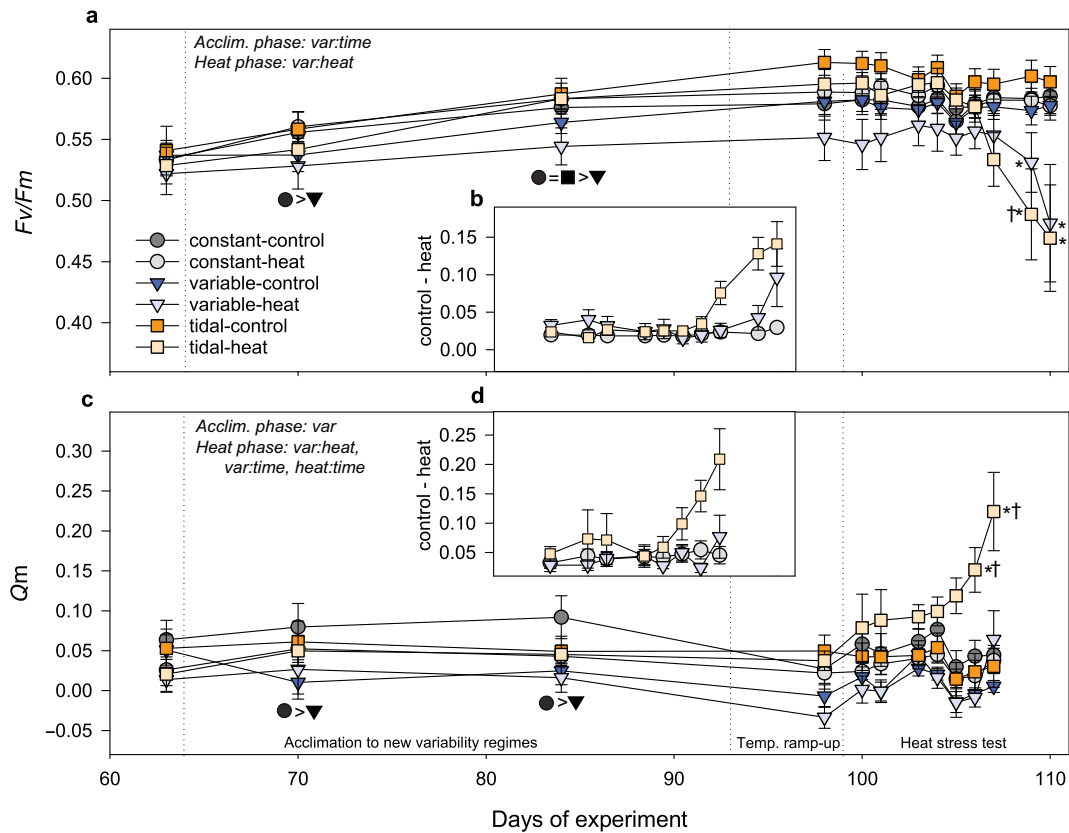 a
Acclim. phase: var:time
Heat phase: var:heat
0.60
0.55
0.50
0.45
0.40
Fv/Fm
●>▼
●=■>▼
*
†*
*
*
constant-control
constant-heat
variable-control
variable-heat
tidal-control
tidal-heat
b
0.15
0.10
0.05
0.00
control - heat
c
Acclim. phase: var
Heat phase: var:heat,
var:time, heat:time
0.30
0.25
0.20
0.15
0.10
0.05
0.00
−0.05
Qm
d
0.25
0.20
0.15
0.10
0.05
control - heat
*†
*†
●>▼
●>▼
Acclimation to new variability regimes
Temp. ramp-up
Heat stress test
60 70 80 90 100 110
Days of experiment